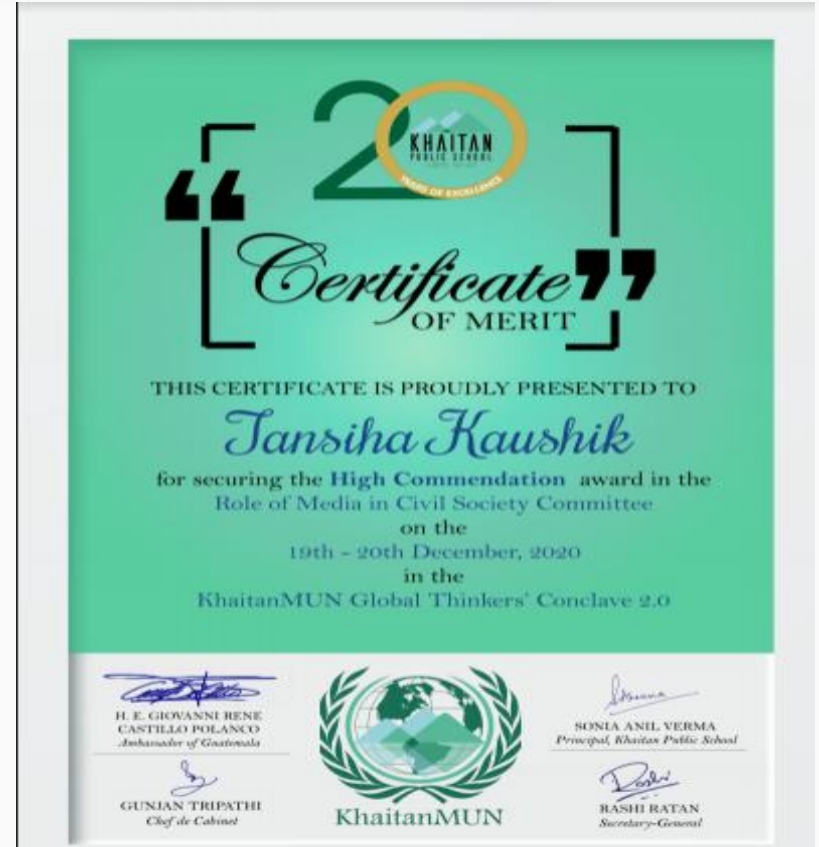 20
KHAITAN
PUBLIC SCHOOL
YEARS OF EXCELLENCE
“
Certificate ”
OF MERIT
THIS CERTIFICATE IS PROUDLY PRESENTED TO
Tansiha Kaushik
for securing the High Commendation award in the
Role of Media in Civil Society Committee
on the
19th - 20th December, 2020
in the
KhaitanMUN Global Thinkers' Conclave 2.0
H. E. GIOVANNI RENE
CASTILLO POLANCO
Ambassador of Guatemala
GUNJAN TRIPATHI
Chef de Cabinet
KhaitanMUN
SONIA ANIL VERMA
Principal, Khaitan Public School
RASHI RATAN
Secretary-General